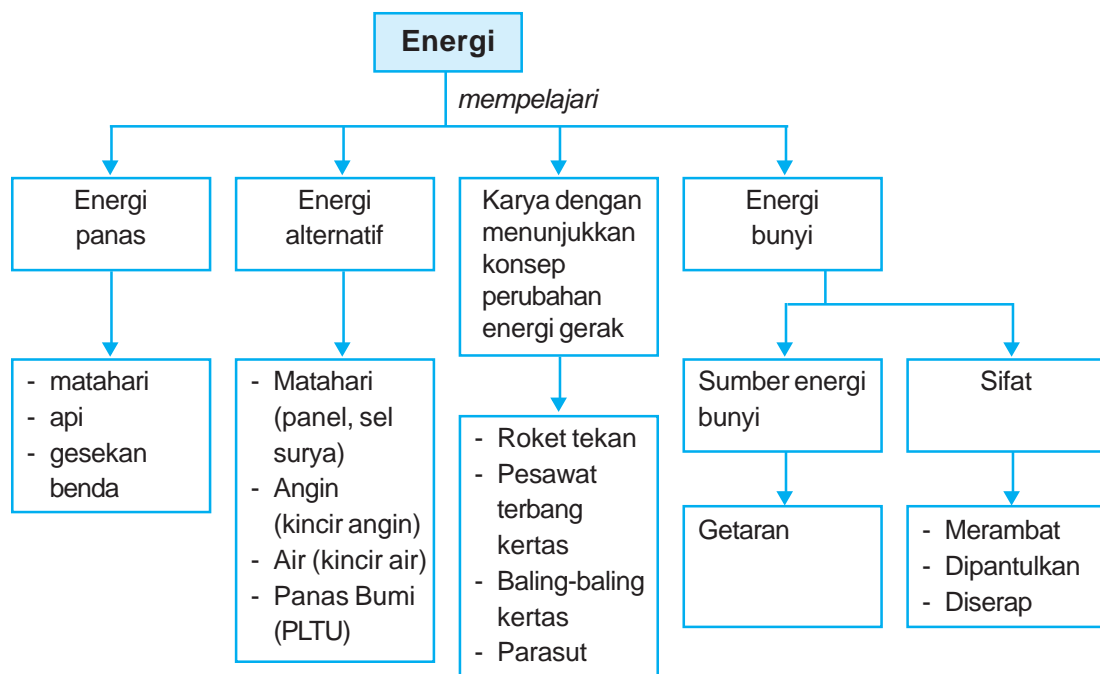 Energi
mempelajari
Energi
panas
Energi
alternatif
Karya dengan
menunjukkan
konsep
perubahan
energi gerak
Energi
bunyi
- matahari
- api
- gesekan
benda
- Matahari
(panel, sel
surya)
- Angin
(kincir angin)
- Air (kincir air)
- Panas Bumi
(PLTU)
- Roket tekan
- Pesawat
terbang
kertas
- Baling-baling
kertas
- Parasut
Sumber energi
bunyi
Sifat
Getaran
- Merambat
- Dipantulkan
- Diserap